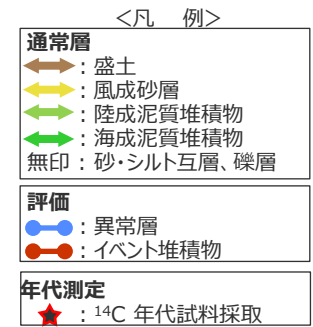 <凡　例>
通常層
：盛土
：風成砂層
：陸成泥質堆積物
：海成泥質堆積物
無印：砂・シルト互層、礫層
評価
：異常層
：イベント堆積物
年代測定
：14C 年代試料採取